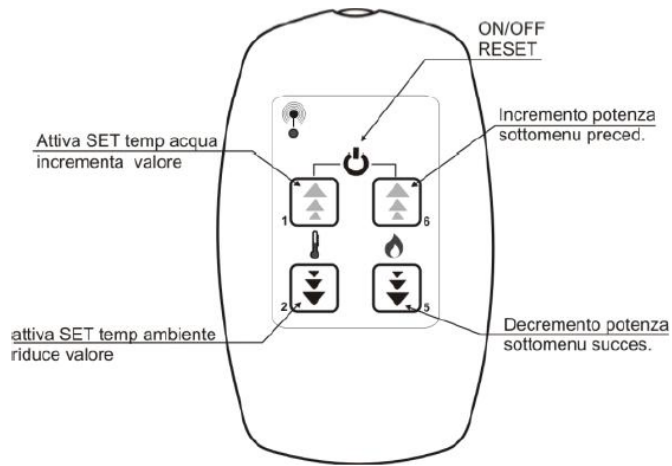 ON/OFF
RESET
Attiva SET temp acqua
incrementa valore
Incremento potenza
sottomenu preced.
1
6
2
5
attiva SET temp ambiente
riduce valore
Decremento potenza
sottomenu succes.